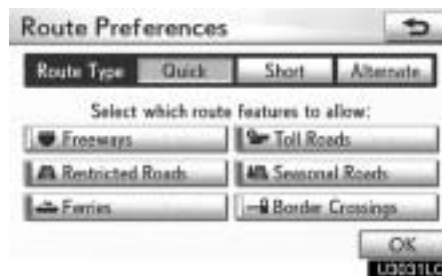 Route Preferences
Route Type Quick Short Alternate
Select which route features to allow:
Freeways Toll Roads
Restricted Roads Seasonal Roads
Ferries Border Crossings
OK
U3031LC